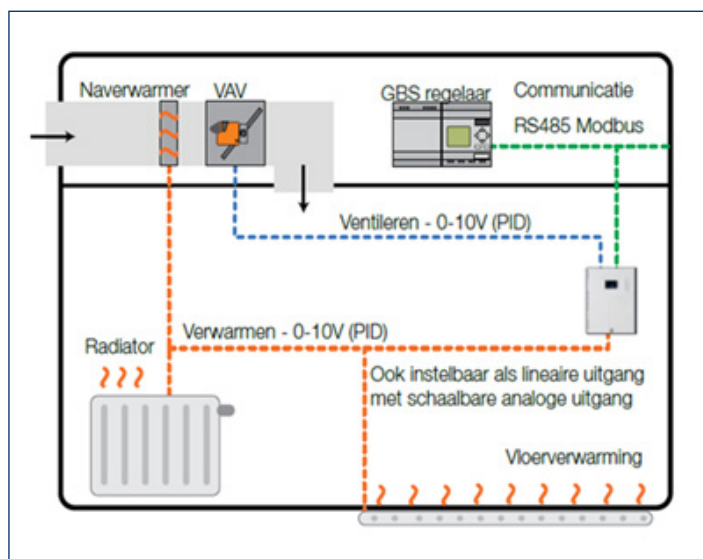 Naverwarmer
VAV
GBS regelaar
Communicatie
RS485 Modbus
Ventileren - 0-10V (PID)
Verwarmen - 0-10V (PID)
Radiator
Ook instelbaar als lineaire uitgang
met schaalbare analoge uitgang
Vloerverwarming